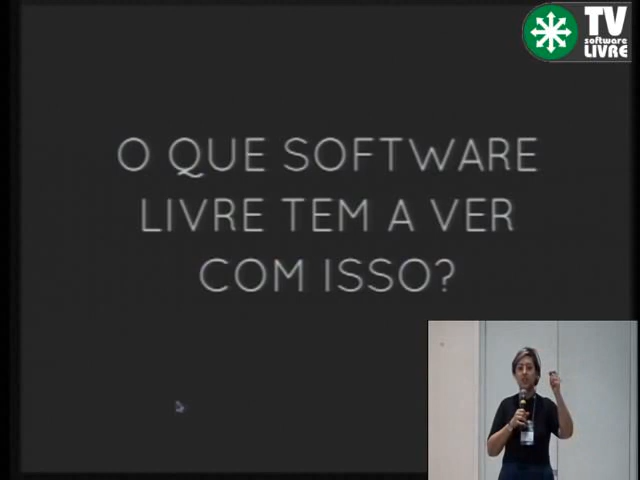 TV
software
LIVRE
O QUE SOFTWARE
LIVRE TEM A VER
COM ISSO?